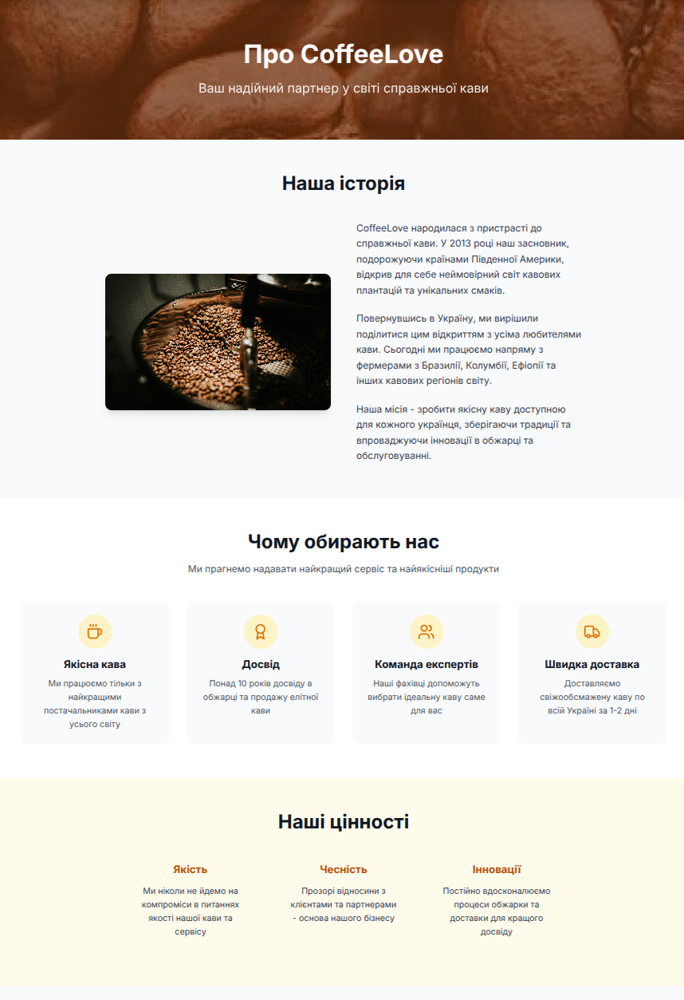 Про CoffeeLove
Ваш надійний партнер у світі справжньої кави
Наша історія
CoffeeLove народилася з пристрасті до
справжньої кави. У 2013 році наш засновник,
подорожуючи країнами Південної Америки,
відкрив для себе неймовірний світ кавових
плантацій та унікальних смаків.
Повернувшись в Україну, ми вирішили
поділитися цим відкриттям з усіма любителями
кави. Сьогодні ми працюємо напряму з
фермерами з Бразилії, Колумбії, Ефіопії та
інших кавових регіонів світу.
Наша місія - зробити якісну каву доступною
для кожного українця, зберігаючи традиції та
впроваджуючи інновації в обжарці та
обслуговуванні.
Чому обирають нас
Ми прагнемо надавати найкращий сервіс та найякісніші продукти
Якісна кава
Ми працюємо тільки з
найкращими
постачальниками кави з
усього світу
Досвід
Понад 10 років досвіду в
обжарці та продажу елітної
кави
Команда експертів
Наші фахівці допоможуть
вибрати ідеальну каву саме
для вас
Швидка доставка
Доставляємо
свіжообсмажену каву по
всій Україні за 1-2 дні
Наші цінності
Якість
Ми ніколи не йдемо на
компроміси в питаннях
якості нашої кави та
сервісу
Чесність
Прозорі відносини з
клієнтами та партнерами
- основа нашого бізнесу
Інновації
Постійно вдосконалюємо
процеси обжарки та
доставки для кращого
досвіду